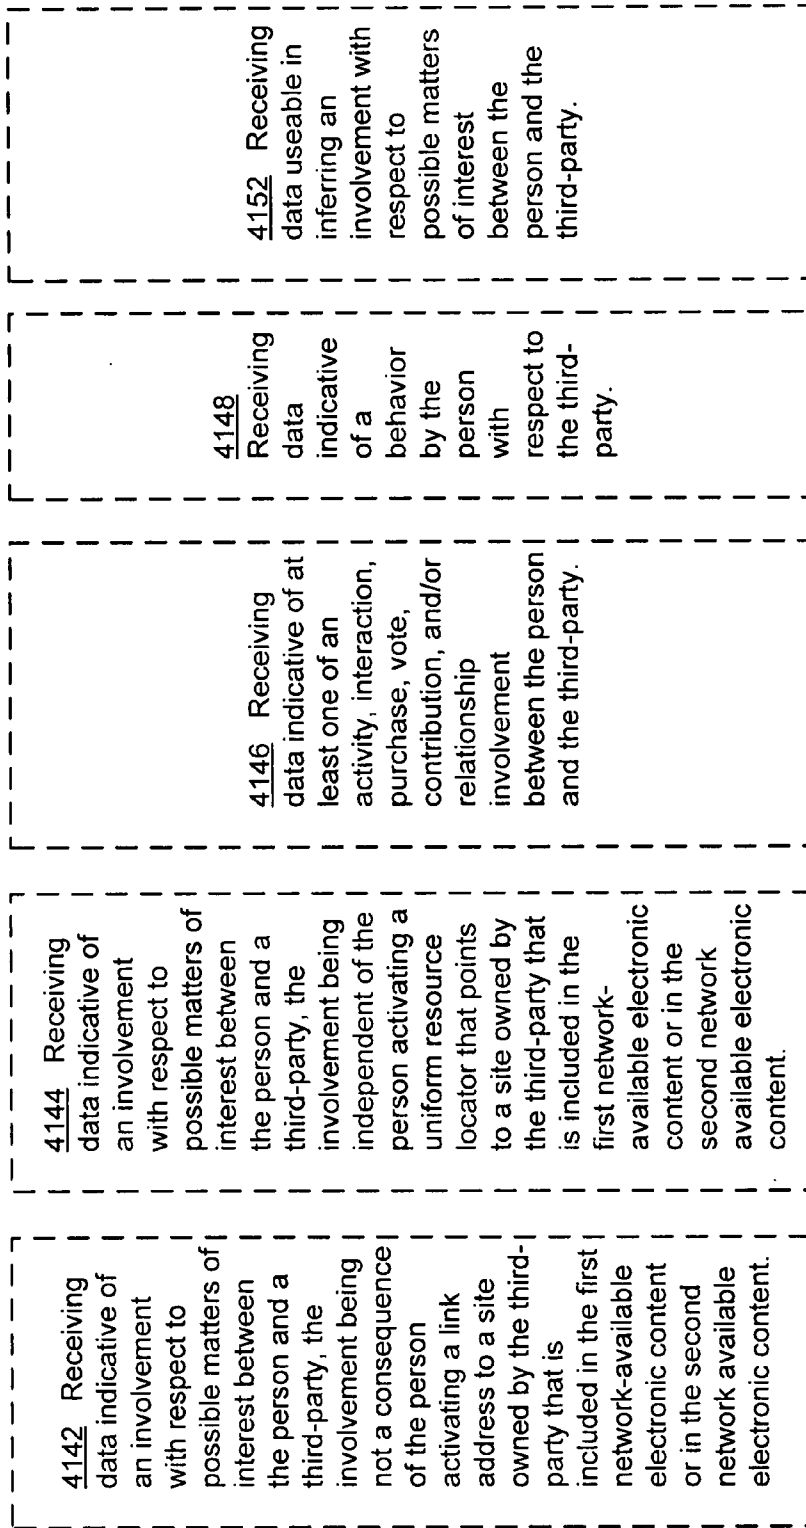 4142 Receiving
data indicative of
an involvement
with respect to
possible matters of
interest between
the person and a
third-party, the
involvement being
not a consequence
of the person
activating a link
address to a site
owned by the third-
party that is
included in the first
network-available
electronic content
or in the second
network available
electronic content.
4144 Receiving
data indicative of
an involvement
with respect to
possible matters of
interest between
the person and a
third-party, the
involvement being
independent of the
person activating a
uniform resource
locator that points
to a site owned by
the third-party that
is included in the
first network-
available electronic
content or in the
second network
available electronic
content.
4146 Receiving
data indicative of at
least one of an
activity, interaction,
purchase, vote,
contribution, and/or
relationship
involvement
between the person
and the third-party.
4148
Receiving
data
indicative
of a
behavior
by the
person
with
respect to
the third-
party.
4152 Receiving
data useable in
inferring an
involvement with
respect to
possible matters
of interest
between the
person and the
third-party.